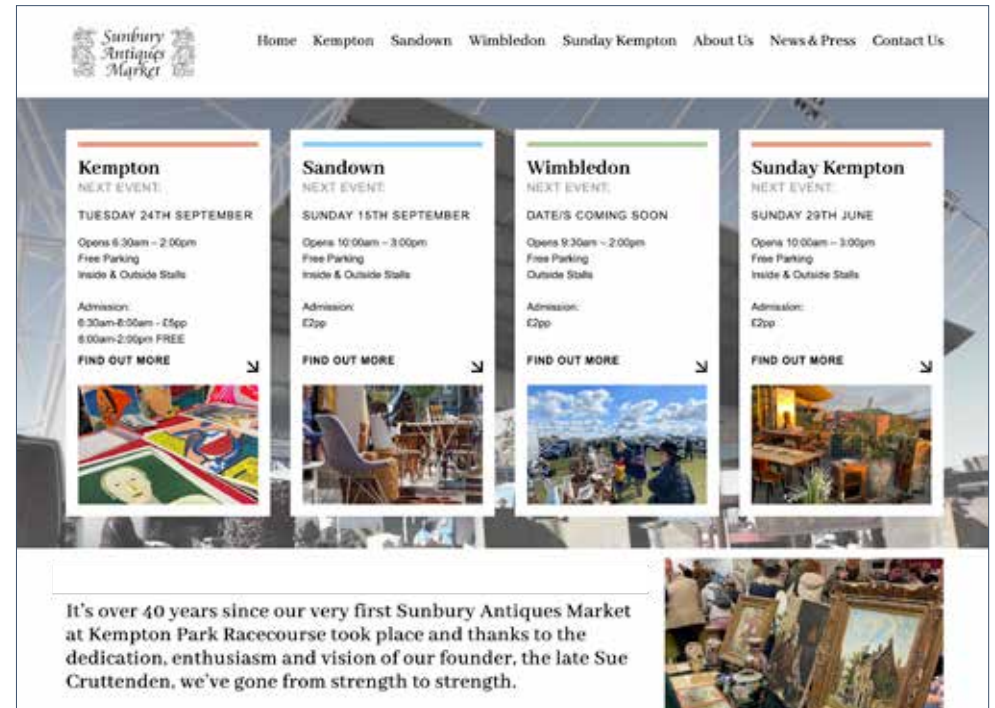 Sunbury
Antiques
Market
Home Kempton Sandown Wimbledon Sunday Kempton About Us News & Press Contact Us
Kempton
NEXT EVENT:
TUESDAY 24TH SEPTEMBER
Opens 6:30am – 2:00pm
Free Parking
Inside & Outside Stalls
Admission:
6:30am-8:00am - £5pp
8:00am-2:00pm FREE
FIND OUT MORE
Sandown
NEXT EVENT:
SUNDAY 15TH SEPTEMBER
Opens 10:00am – 3:00pm
Free Parking
Inside & Outside Stalls
Admission:
£2pp
FIND OUT MORE
Wimbledon
NEXT EVENT:
DATE/S COMING SOON
Opens 9:30am – 2:00pm
Free Parking
Outside Stalls
Admission:
£2pp
FIND OUT MORE
Sunday Kempton
NEXT EVENT:
SUNDAY 29TH JUNE
Opens 10:00am – 3:00pm
Free Parking
Inside & Outside Stalls
Admission:
£2pp
FIND OUT MORE
It's over 40 years since our very first Sunbury Antiques Market
at Kempton Park Racecourse took place and thanks to the
dedication, enthusiasm and vision of our founder, the late Sue
Cruttenden, we've gone from strength to strength.